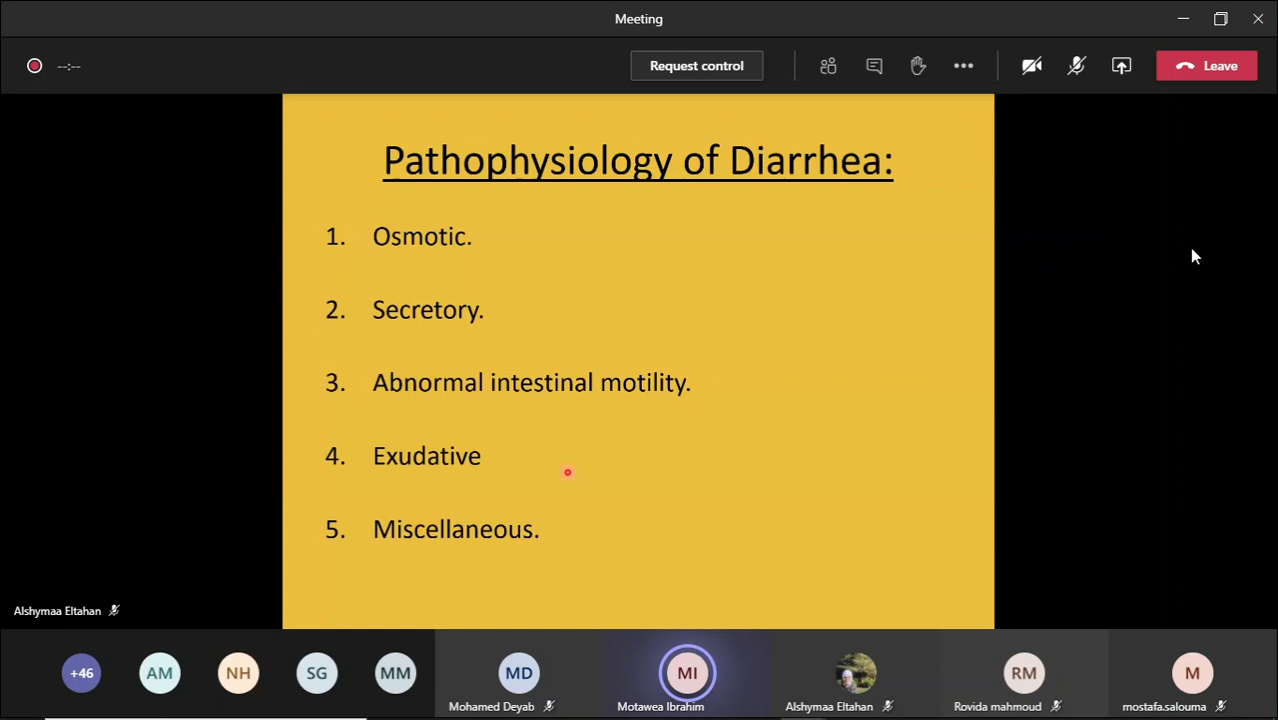 Meeting
--:--
Request control
Leave
Pathophysiology of Diarrhea:
1. Osmotic.
2. Secretory.
3. Abnormal intestinal motility.
4. Exudative
5. Miscellaneous.
Alshymaa Eltahan
+46
AM
NH
SG
MM
MD
MI
RM
M
Mohamed Deyab
Motawea Ibrahim
Alshymaa Eltahan
Rovida mahmoud
mostafa.salouma